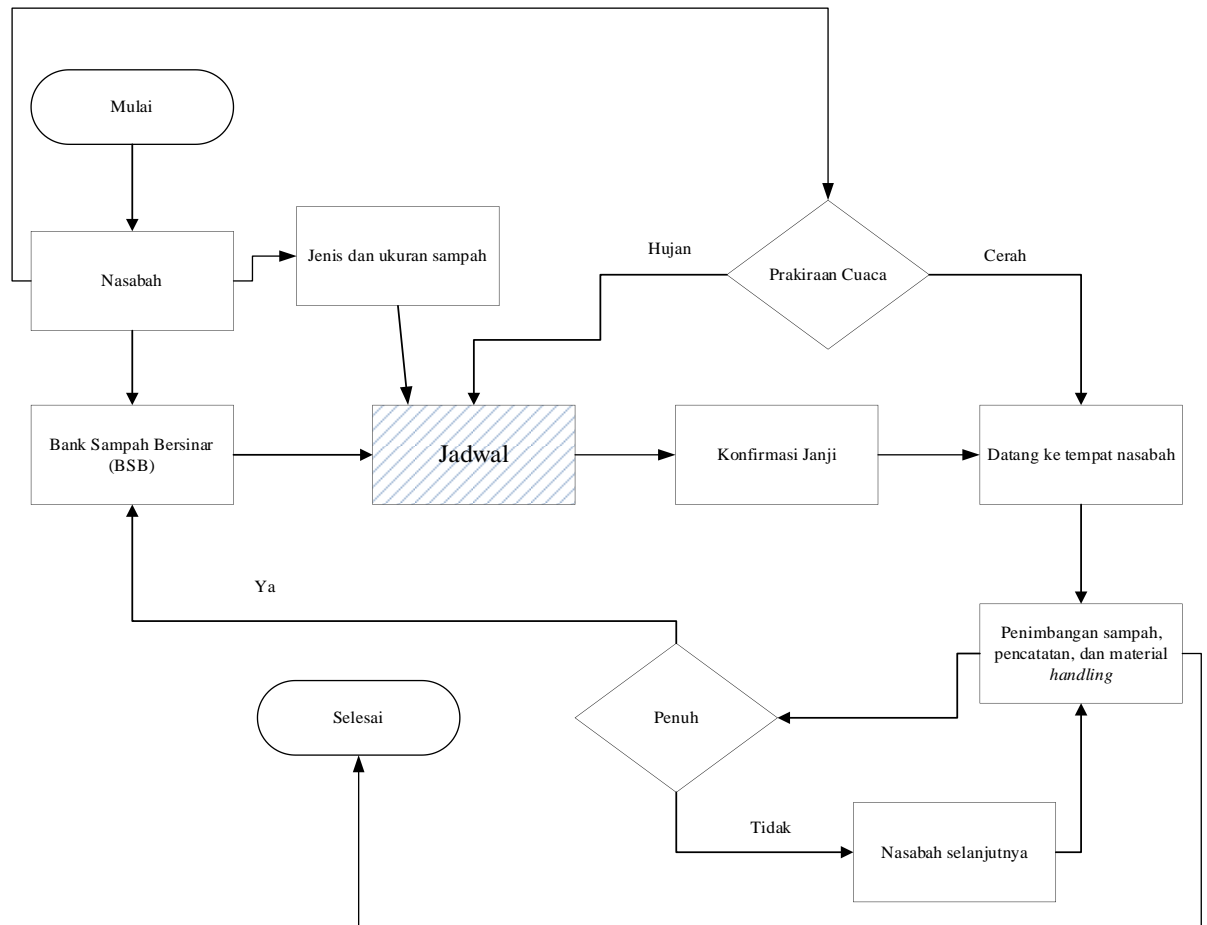 Mulai
Nasabah
Jenis dan ukuran sampah
Hujan
Prakiraan Cuaca
Cerah
Bank Sampah Bersinar
(BSB)
Jadwal
Konfirmasi Janji
Datang ke tempat nasabah
Ya
Penimbangan sampah,
pencatatan, dan material
handling
Selesai
Penuh
Tidak
Nasabah selanjutnya